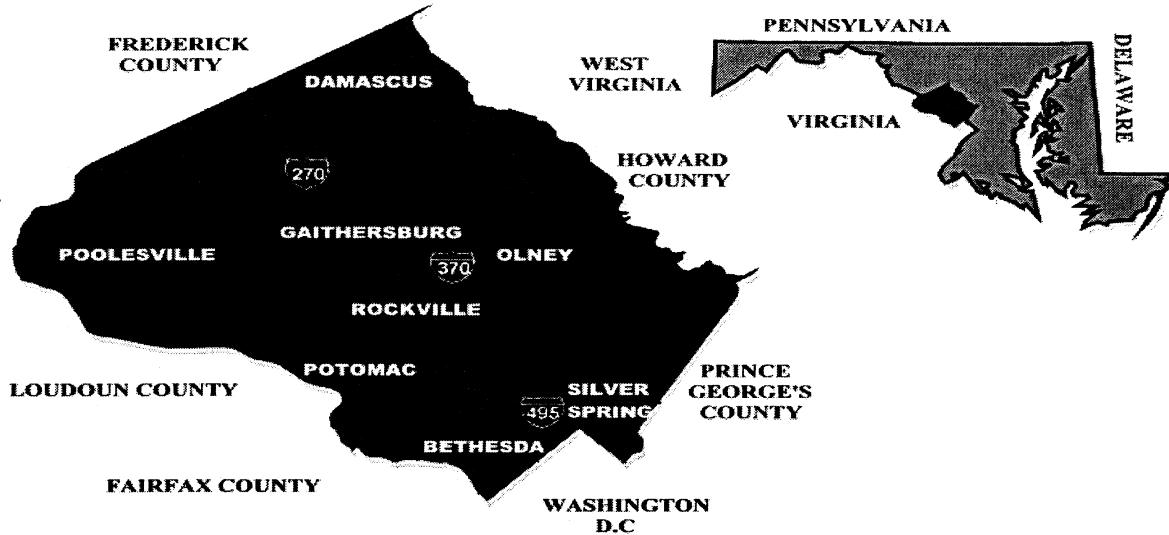 FREDERICK
COUNTY
DAMASCUS
270
GAITHERSBURG
POOLESVILLE
370
OLNEY
ROCKVILLE
POTOMAC
LOUDOUN COUNTY
SILVER
SPRING
495
BETHESDA
FAIRFAX COUNTY
WASHINGTON
D.C
PRINCE
GEORGE'S
COUNTY
HOWARD
COUNTY
WEST
VIRGINIA
PENNSYLVANIA
VIRGINIA
DELAWARE